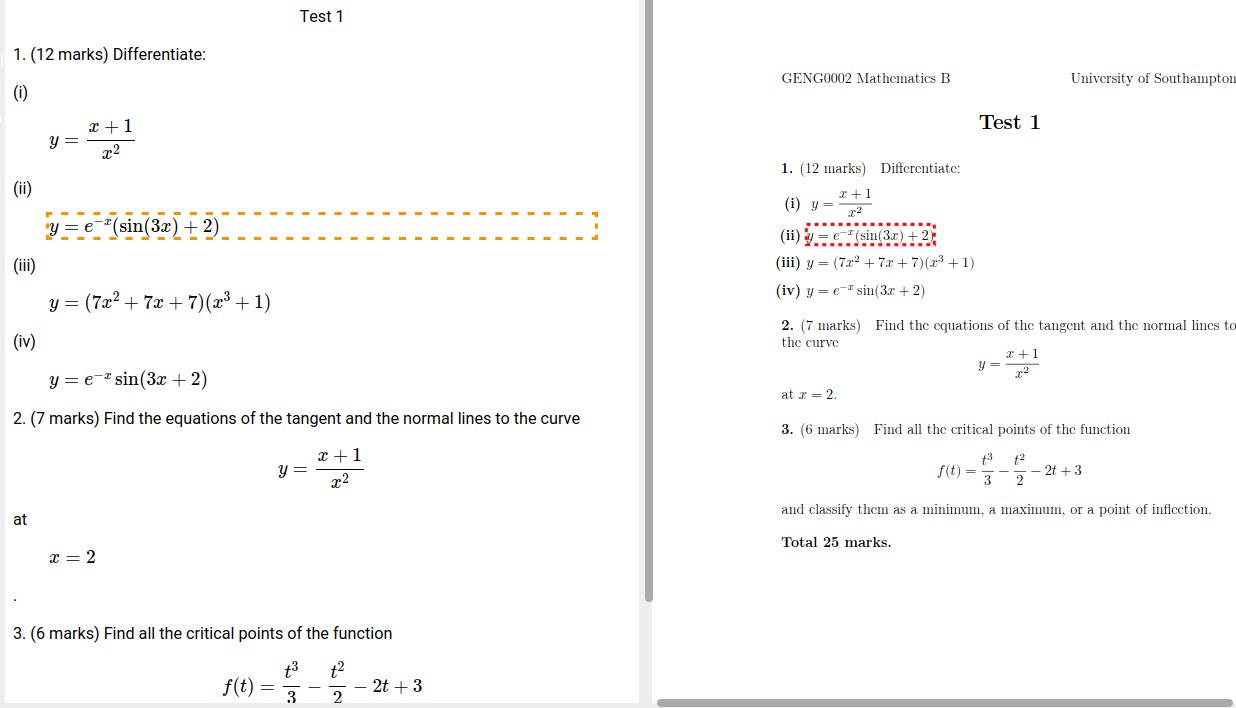 Test 1
1. (12 marks) Differentiate:
(i)
y = \frac{x + 1}{x^2}
(ii)
y = e^{-x}(sin(3x) + 2)
(iii)
y = (7x^2 + 7x + 7)(x^3 + 1)
(iv)
y = e^{-x} sin(3x + 2)
2. (7 marks) Find the equations of the tangent and the normal lines to the curve
y = \frac{x + 1}{x^2}
at
x = 2
.
3. (6 marks) Find all the critical points of the function
f(t) = \frac{t^3}{3} − \frac{t^2}{2} − 2t + 3
GENG0002 Mathematics B University of Southampton
Test 1
1. (12 marks) Differentiate:
(i) y = \frac{x + 1}{x^2}
(ii) y = e^{-x}(sin(3x) + 2)
(iii) y = (7x^2 + 7x + 7)(x^3 + 1)
(iv) y = e^{-x} sin(3x + 2)
2. (7 marks) Find the equations of the tangent and the normal lines to
the curve
y = \frac{x + 1}{x^2}
at x = 2.
3. (6 marks) Find all the critical points of the function
f(t) = \frac{t^3}{3} − \frac{t^2}{2} − 2t + 3
and classify them as a minimum, a maximum, or a point of inflection.
Total 25 marks.